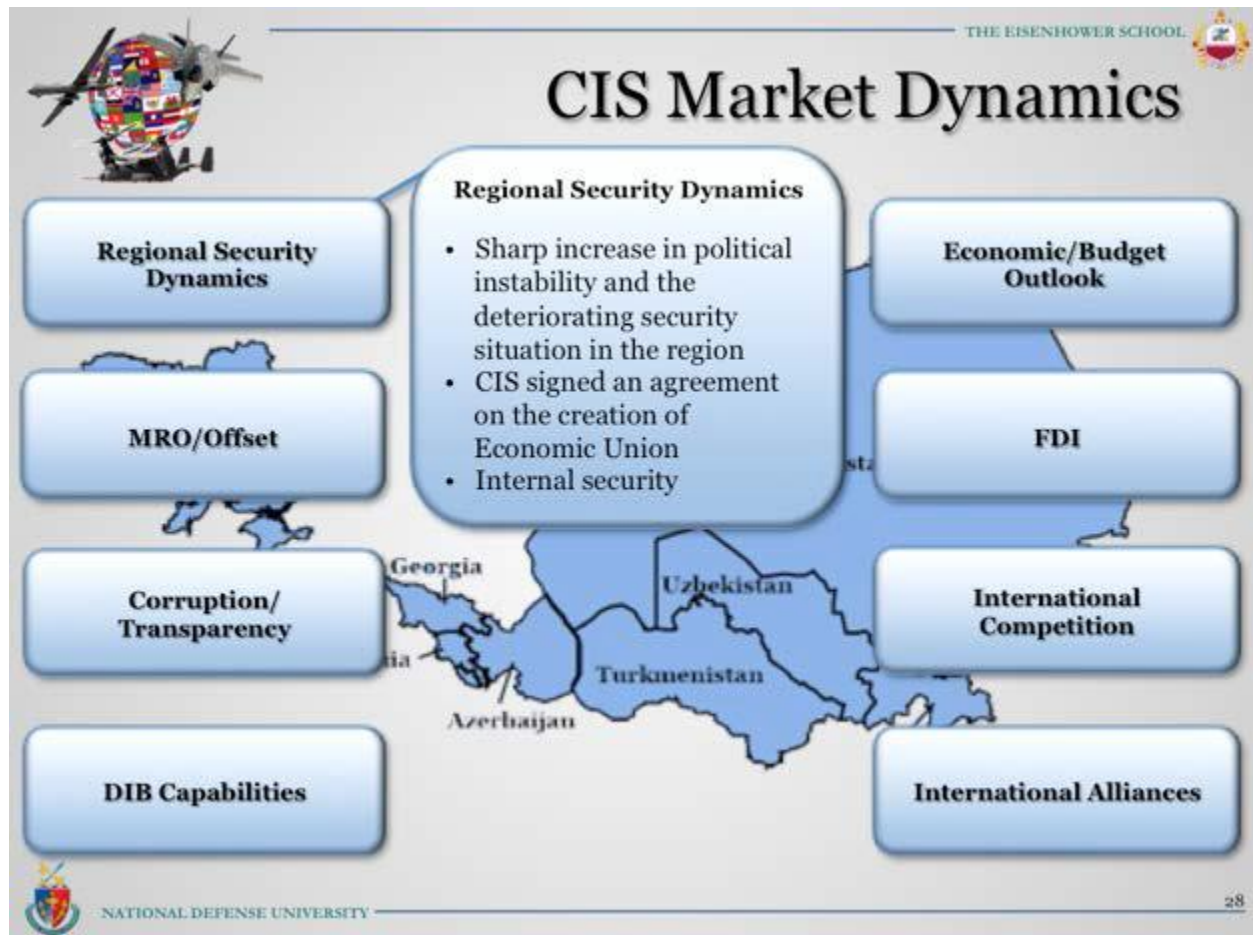 THE EISENHOWER SCHOOL
CIS Market Dynamics
Regional Security
Dynamics
MRO/Offset
Corruption/
Transparency
DIB Capabilities
Regional Security Dynamics
• Sharp increase in political
instability and the
deteriorating security
situation in the region
• CIS signed an agreement
on the creation of
Economic Union
• Internal security
Economic/Budget
Outlook
FDI
International
Competition
International Alliances
Georgia
Uzbekistan
Turkmenistan
Azerbaijan
NATIONAL DEFENSE UNIVERSITY
28